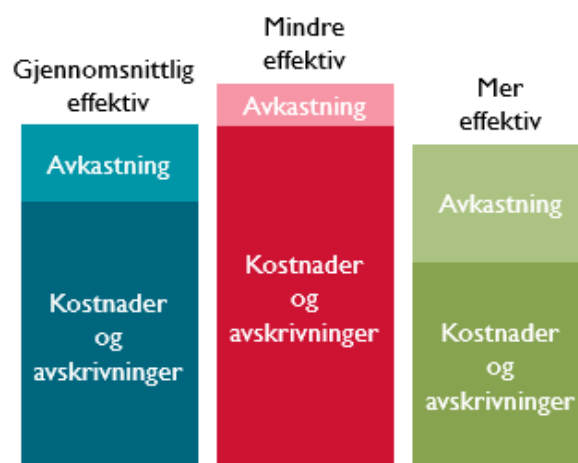 Gjennomsnittlig
effektiv
Avkastning
Kostnader
og
avskrivninger
Mindre
effektiv
Avkastning
Kostnader
og
avskrivninger
Mer
effektiv
Avkastning
Kostnader
og
avskrivninger